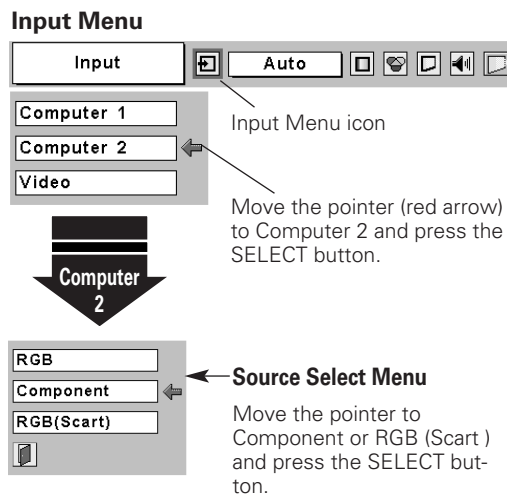 Input Menu
Input
Auto
Computer 1
Computer 2
Video
Input Menu icon
Move the pointer (red arrow)
to Computer 2 and press the
SELECT button.
Computer
2
RGB
Component
RGB(Scart)
Source Select Menu
Move the pointer to
Component or RGB (Scart )
and press the SELECT but-
ton.